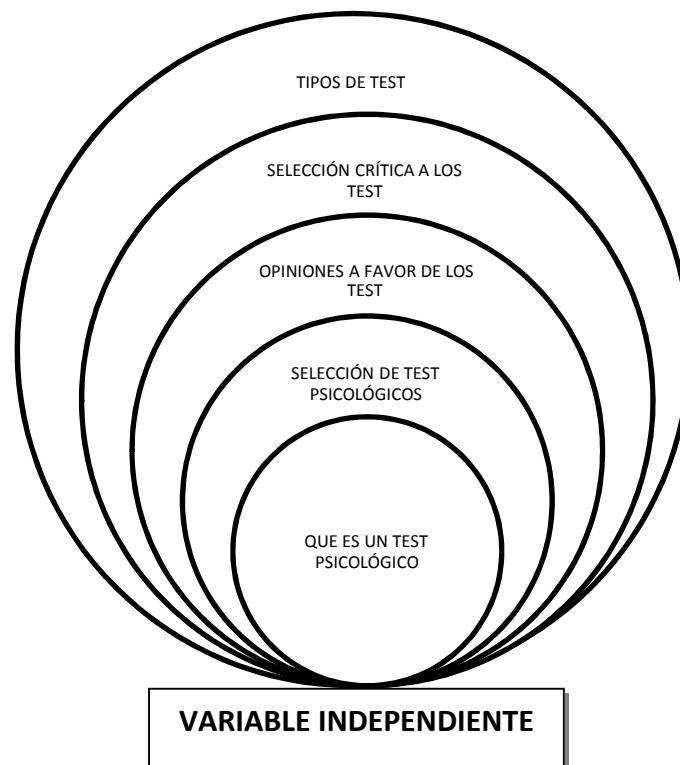 TIPOS DE TEST
SELECCIÓN CRÍTICA A LOS
TEST
OPINIONES A FAVOR DE LOS
TEST
SELECCIÓN DE TEST
PSICOLÓGICOS
QUE ES UN TEST
PSICOLÓGICO
VARIABLE INDEPENDIENTE